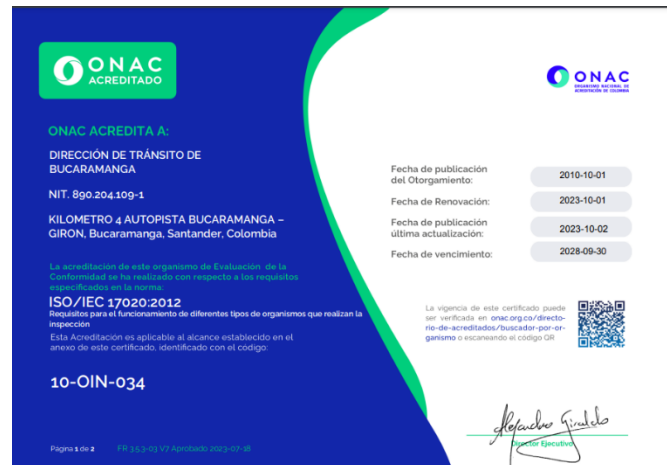 ONAC
ACREDITADO
ONAC
ORGANISMO NACIONAL DE
ACREDITACIÓN DE COLOMBIA
ONAC ACREDITA A:
DIRECCIÓN DE TRÁNSITO DE
BUCARAMANGA
NIT. 890.204.109-1
KILOMETRO 4 AUTOPISTA BUCARAMANGA –
GIRON, Bucaramanga, Santander, Colombia
La acreditación de este organismo de Evaluación de la
Conformidad se ha realizado con respecto a los requisitos
especificados en la norma:
ISO/IEC 17020:2012
Requisitos para el funcionamiento de diferentes tipos de organismos que realizan la
inspección
Esta Acreditación es aplicable al alcance establecido en el
anexo de este certificado, identificado con el código:
10-OIN-034
Página 1 de 2 FR 3.5.3-03 V7 Aprobado 2023-07-18
Fecha de publicación
del Otorgamiento: 2010-10-01
Fecha de Renovación: 2023-10-01
Fecha de publicación
última actualización: 2023-10-02
Fecha de vencimiento: 2028-09-30
La vigencia de este certificado puede
ser verificada en onac.org.co/directo-
rio-de-acreditados/buscador-por-or-
ganismo o escaneando el código QR
Alejandro Giraldo
Director Ejecutivo